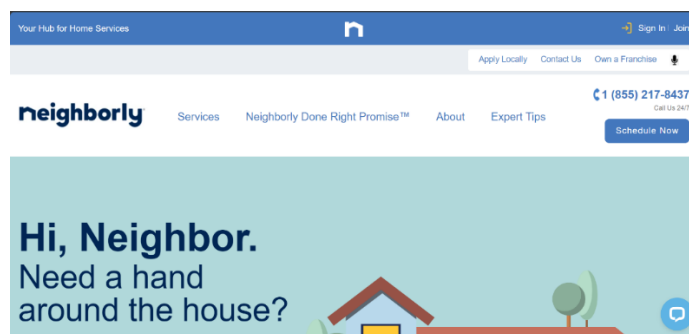 Your Hub for Home Services
n
Sign In | Join
Apply Locally Contact Us Own a Franchise
neighborly
Services Neighborly Done Right Promise™ About Expert Tips
1 (855) 217-8437
Call Us 24/7
Schedule Now
Hi, Neighbor.
Need a hand
around the house?